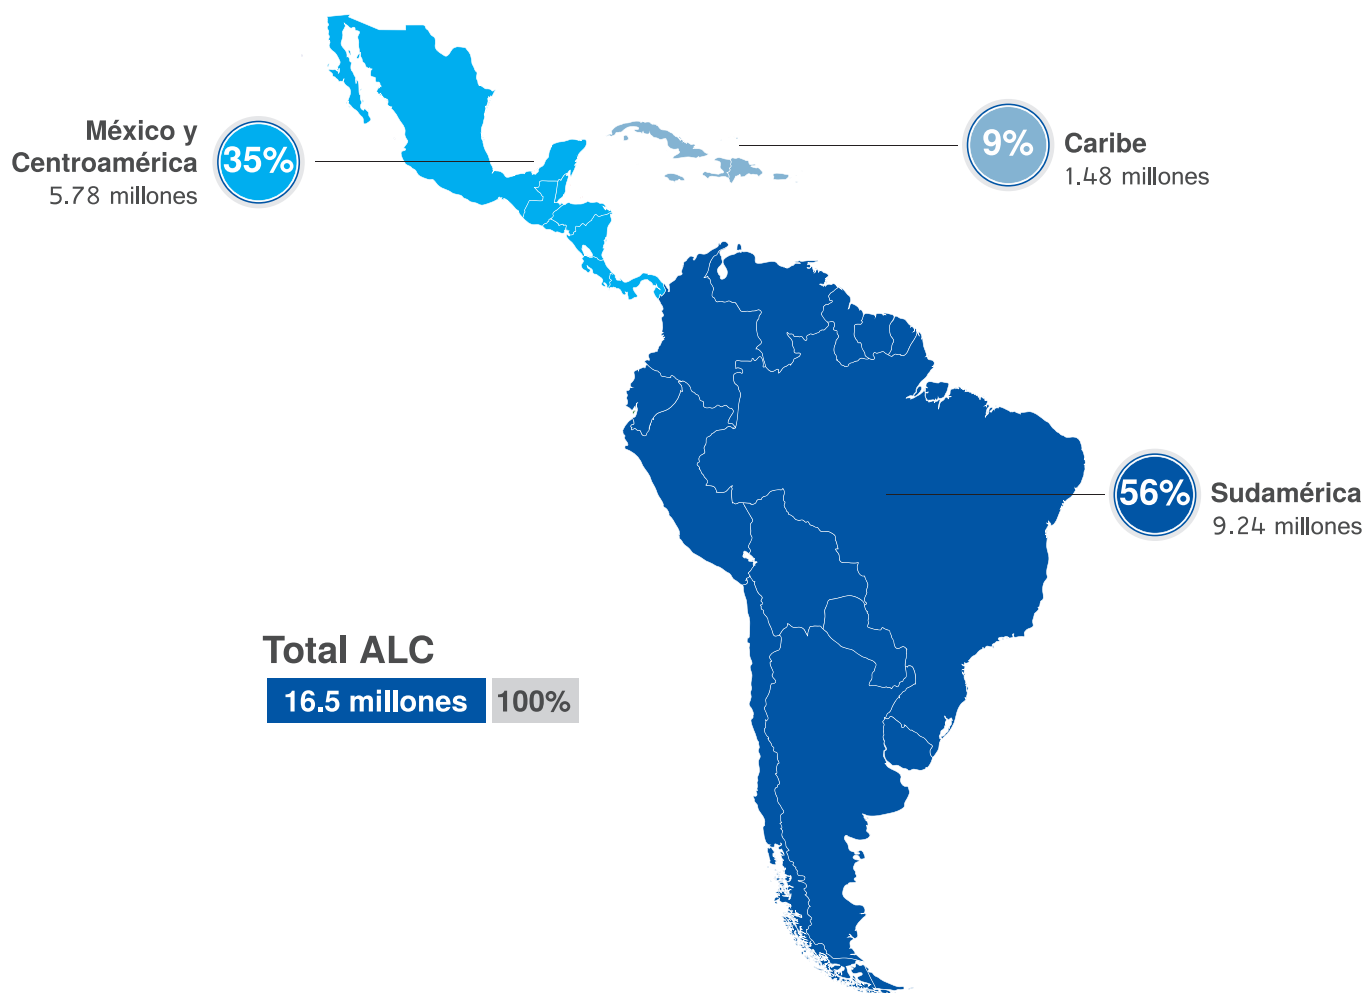 México y
Centroamérica
5.78 millones
35%
9%
Caribe
1.48 millones
56%
Sudamérica
9.24 millones
Total ALC
16.5 millones 100%